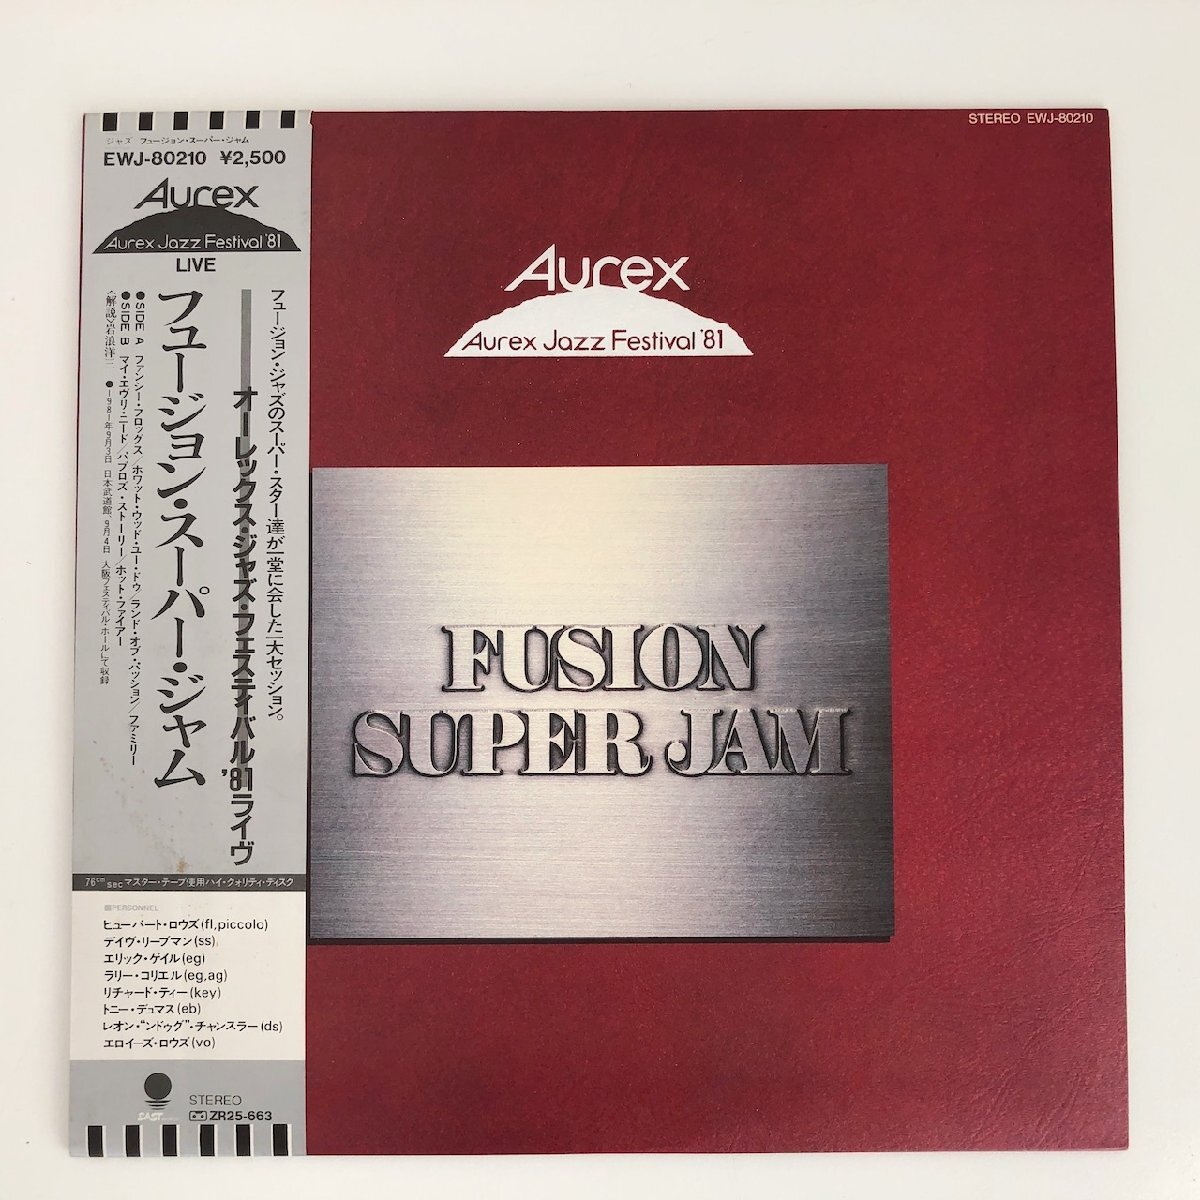 ジャズ フュージョン・スーパー・ジャム
EWJ-80210 ¥2,500
Aurex
Aurex Jazz Festival '81
LIVE
フュージョン・ジャズのスーパー・スター達が一堂に会した一大セッション。
オーレックス・ジャズ・フェスティバル'81ライヴ
フュージョン・スーパー・ジャム
●SIDE A ファンシー・フロッグス/ホワット・ウッド・ユー・ドゥ/ランド・オブ・パッション/ファミリー
●SIDE B マイ・エヴリ・ニード/パブロズ・ストーリー/ホット・ファイアー
〈解説〉岩浪洋三 ●1981年9月3日 日本武道館、9月4日 大阪フェスティバル・ホールにて収録
76cm/sec マスター・テープ使用ハイ・クォリティ・ディスク
■PERSONNEL
ヒューバート・ロウズ(fl,piccolo)
デイヴ・リーブマン(ss)
エリック・ゲイル(eg)
ラリー・コリエル(eg,ag)
リチャード・ティー(key)
トニー・デュマス(eb)
レオン・“ンドゥグ”・チャンスラー(ds)
エロイーズ・ロウズ(vo)
EAST
STEREO
ZR25-663
STEREO EWJ-80210
Aurex
Aurex Jazz Festival '81
FUSION
SUPER JAM